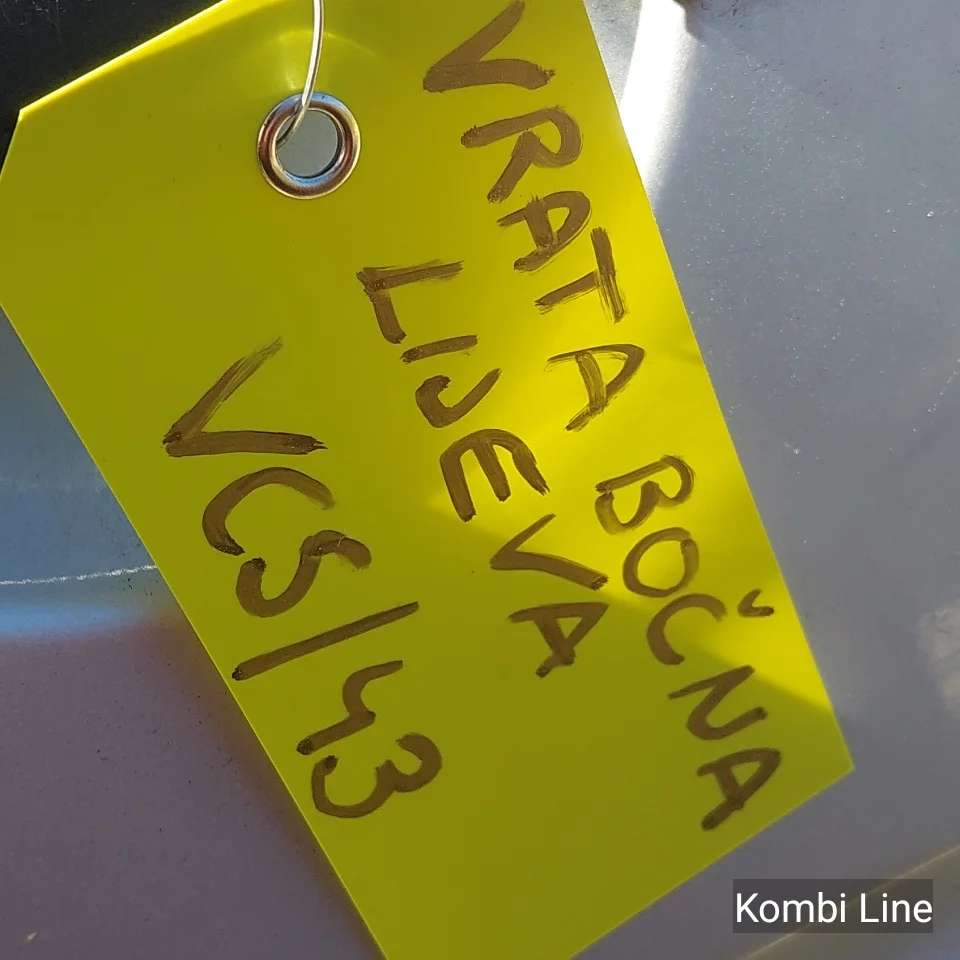 VRATA BOČNA
LIJEVA
VCS/43
Kombi Line